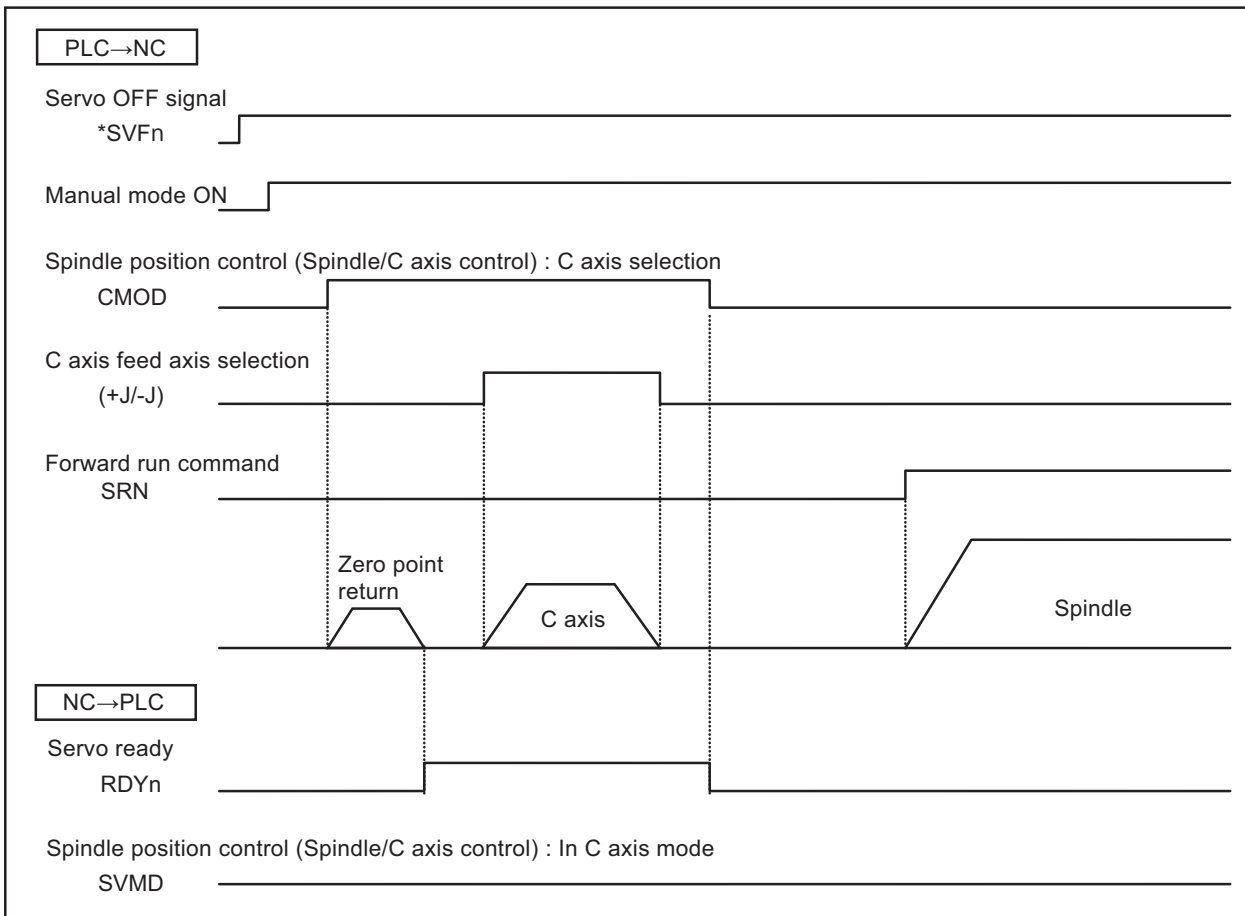 PLC→NC
Servo OFF signal
*SVFn
Manual mode ON
Spindle position control (Spindle/C axis control) : C axis selection
CMOD
C axis feed axis selection
(+J/-J)
Forward run command
SRN
Zero point
return
C axis
Spindle
NC→PLC
Servo ready
RDYn
Spindle position control (Spindle/C axis control) : In C axis mode
SVMD